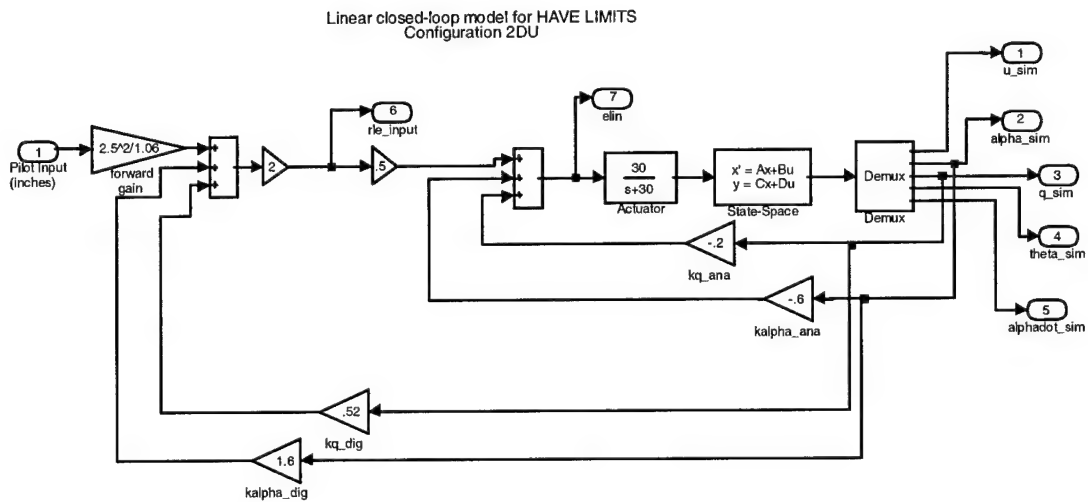 Linear closed-loop model for HAVE LIMITS
Configuration 2DU
1
Pilot Input
(inches)
2.5^2/1.06
forward
gain
2
6
rle_input
.5
7
elin
30
s+30
Actuator
x' = Ax+Bu
y = Cx+Du
State-Space
Demux
Demux
1
u_sim
2
alpha_sim
3
q_sim
4
theta_sim
5
alphadot_sim
-.2
kq_ana
-.6
kalpha_ana
.52
kq_dig
1.6
kalpha_dig